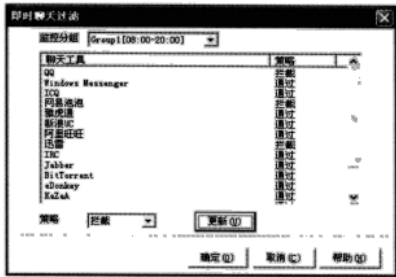 即时聊天过滤
监控分组 Group1[08:00-20:00]
聊天工具 策略
QQ 拦截
Windows Messenger 通过
ICQ 通过
网易泡泡 拦截
雅虎通 通过
新浪UC 通过
阿里旺旺 通过
迅雷 拦截
IRC 通过
Jabber 通过
BitTorrent 通过
eDonkey 通过
KaZaA 通过
策略 拦截 更新(U)
确定(O) 取消(C) 帮助(H)